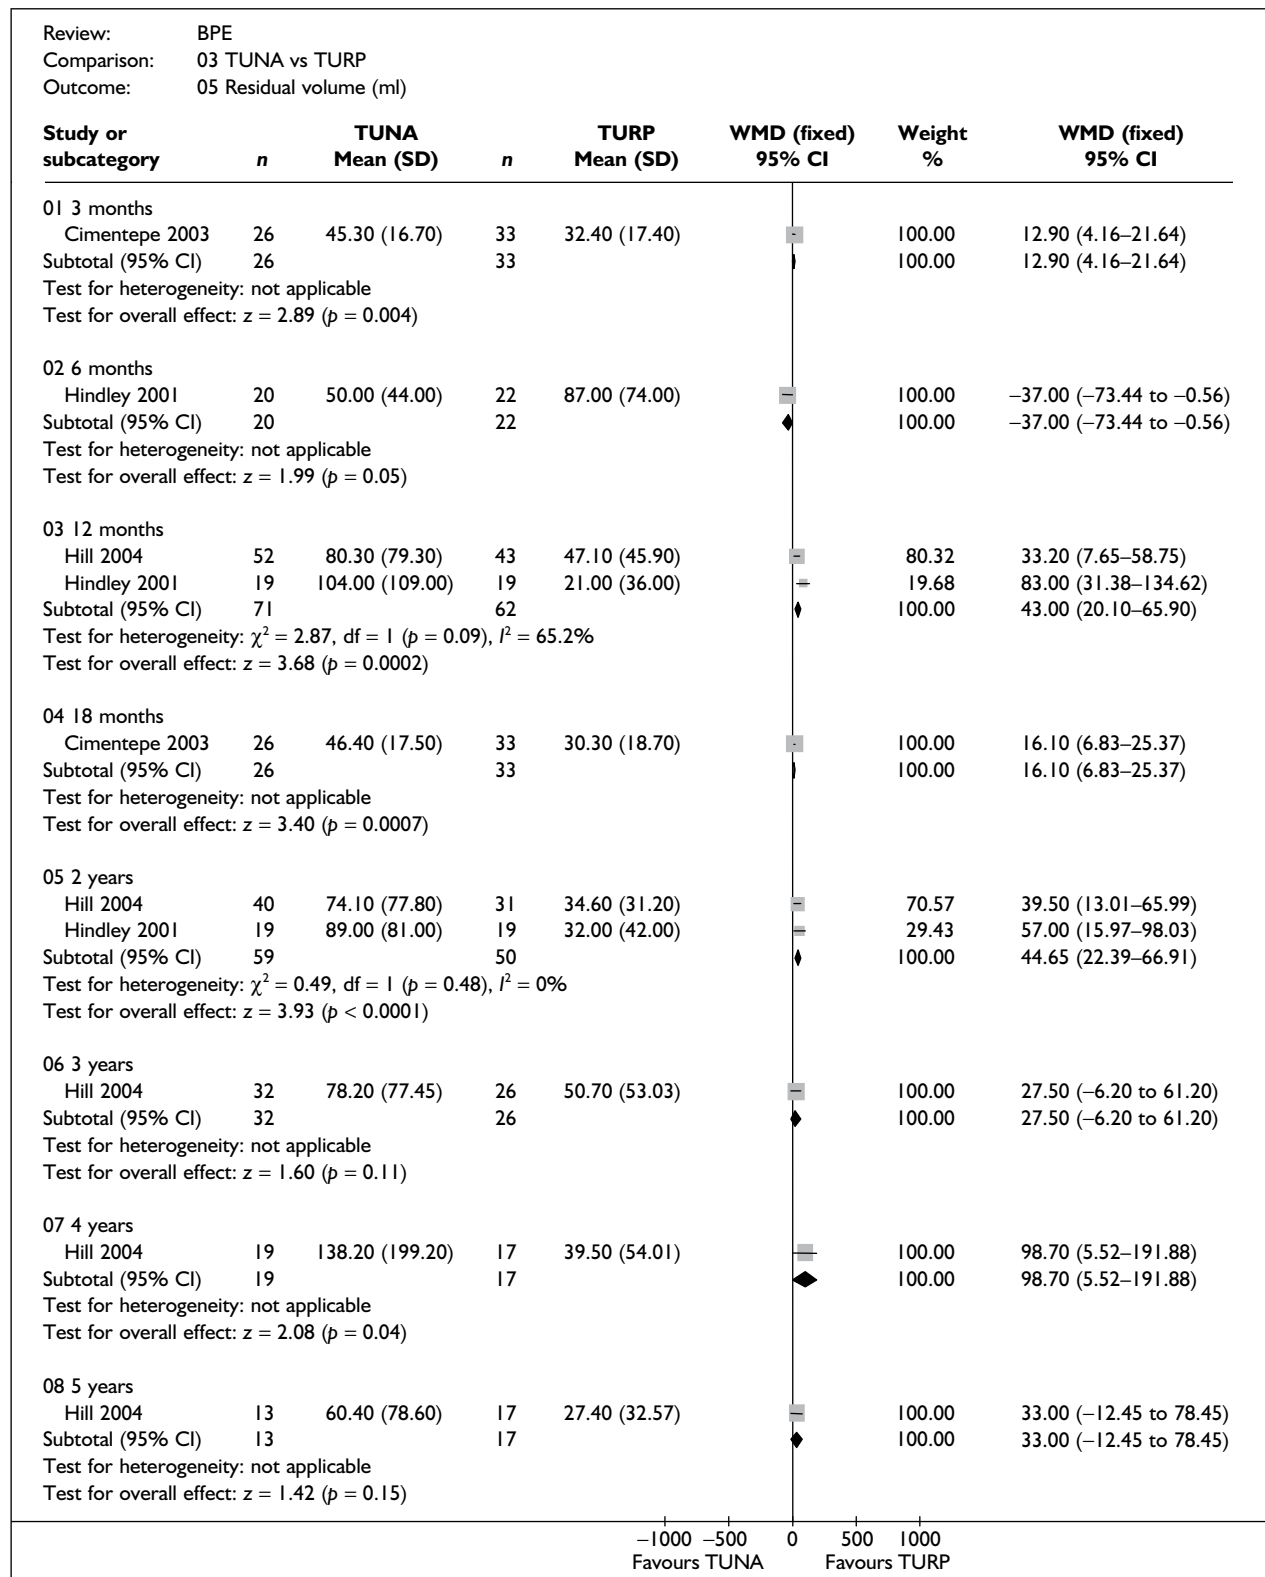 Review: BPE
Comparison: 03 TUNA vs TURP
Outcome: 05 Residual volume (ml)
Study or TUNA TURP WMD (fixed) Weight WMD (fixed)
subcategory n Mean (SD) n Mean (SD) 95% CI % 95% CI
01 3 months
Cimentepe 2003 26 45.30 (16.70) 33 32.40 (17.40) 100.00 12.90 (4.16–21.64)
Subtotal (95% CI) 26 33 100.00 12.90 (4.16–21.64)
Test for heterogeneity: not applicable
Test for overall effect: z = 2.89 (p = 0.004)
02 6 months
Hindley 2001 20 50.00 (44.00) 22 87.00 (74.00) 100.00 −37.00 (−73.44 to −0.56)
Subtotal (95% CI) 20 22 100.00 −37.00 (−73.44 to −0.56)
Test for heterogeneity: not applicable
Test for overall effect: z = 1.99 (p = 0.05)
03 12 months
Hill 2004 52 80.30 (79.30) 43 47.10 (45.90) 80.32 33.20 (7.65–58.75)
Hindley 2001 19 104.00 (109.00) 19 21.00 (36.00) 19.68 83.00 (31.38–134.62)
Subtotal (95% CI) 71 62 100.00 43.00 (20.10–65.90)
Test for heterogeneity: χ² = 2.87, df = 1 (p = 0.09), I² = 65.2%
Test for overall effect: z = 3.68 (p = 0.0002)
04 18 months
Cimentepe 2003 26 46.40 (17.50) 33 30.30 (18.70) 100.00 16.10 (6.83–25.37)
Subtotal (95% CI) 26 33 100.00 16.10 (6.83–25.37)
Test for heterogeneity: not applicable
Test for overall effect: z = 3.40 (p = 0.0007)
05 2 years
Hill 2004 40 74.10 (77.80) 31 34.60 (31.20) 70.57 39.50 (13.01–65.99)
Hindley 2001 19 89.00 (81.00) 19 32.00 (42.00) 29.43 57.00 (15.97–98.03)
Subtotal (95% CI) 59 50 100.00 44.65 (22.39–66.91)
Test for heterogeneity: χ² = 0.49, df = 1 (p = 0.48), I² = 0%
Test for overall effect: z = 3.93 (p < 0.0001)
06 3 years
Hill 2004 32 78.20 (77.45) 26 50.70 (53.03) 100.00 27.50 (−6.20 to 61.20)
Subtotal (95% CI) 32 26 100.00 27.50 (−6.20 to 61.20)
Test for heterogeneity: not applicable
Test for overall effect: z = 1.60 (p = 0.11)
07 4 years
Hill 2004 19 138.20 (199.20) 17 39.50 (54.01) 100.00 98.70 (5.52–191.88)
Subtotal (95% CI) 19 17 100.00 98.70 (5.52–191.88)
Test for heterogeneity: not applicable
Test for overall effect: z = 2.08 (p = 0.04)
08 5 years
Hill 2004 13 60.40 (78.60) 17 27.40 (32.57) 100.00 33.00 (−12.45 to 78.45)
Subtotal (95% CI) 13 17 100.00 33.00 (−12.45 to 78.45)
Test for heterogeneity: not applicable
Test for overall effect: z = 1.42 (p = 0.15)
−1000 −500 0 500 1000
Favours TUNA Favours TURP